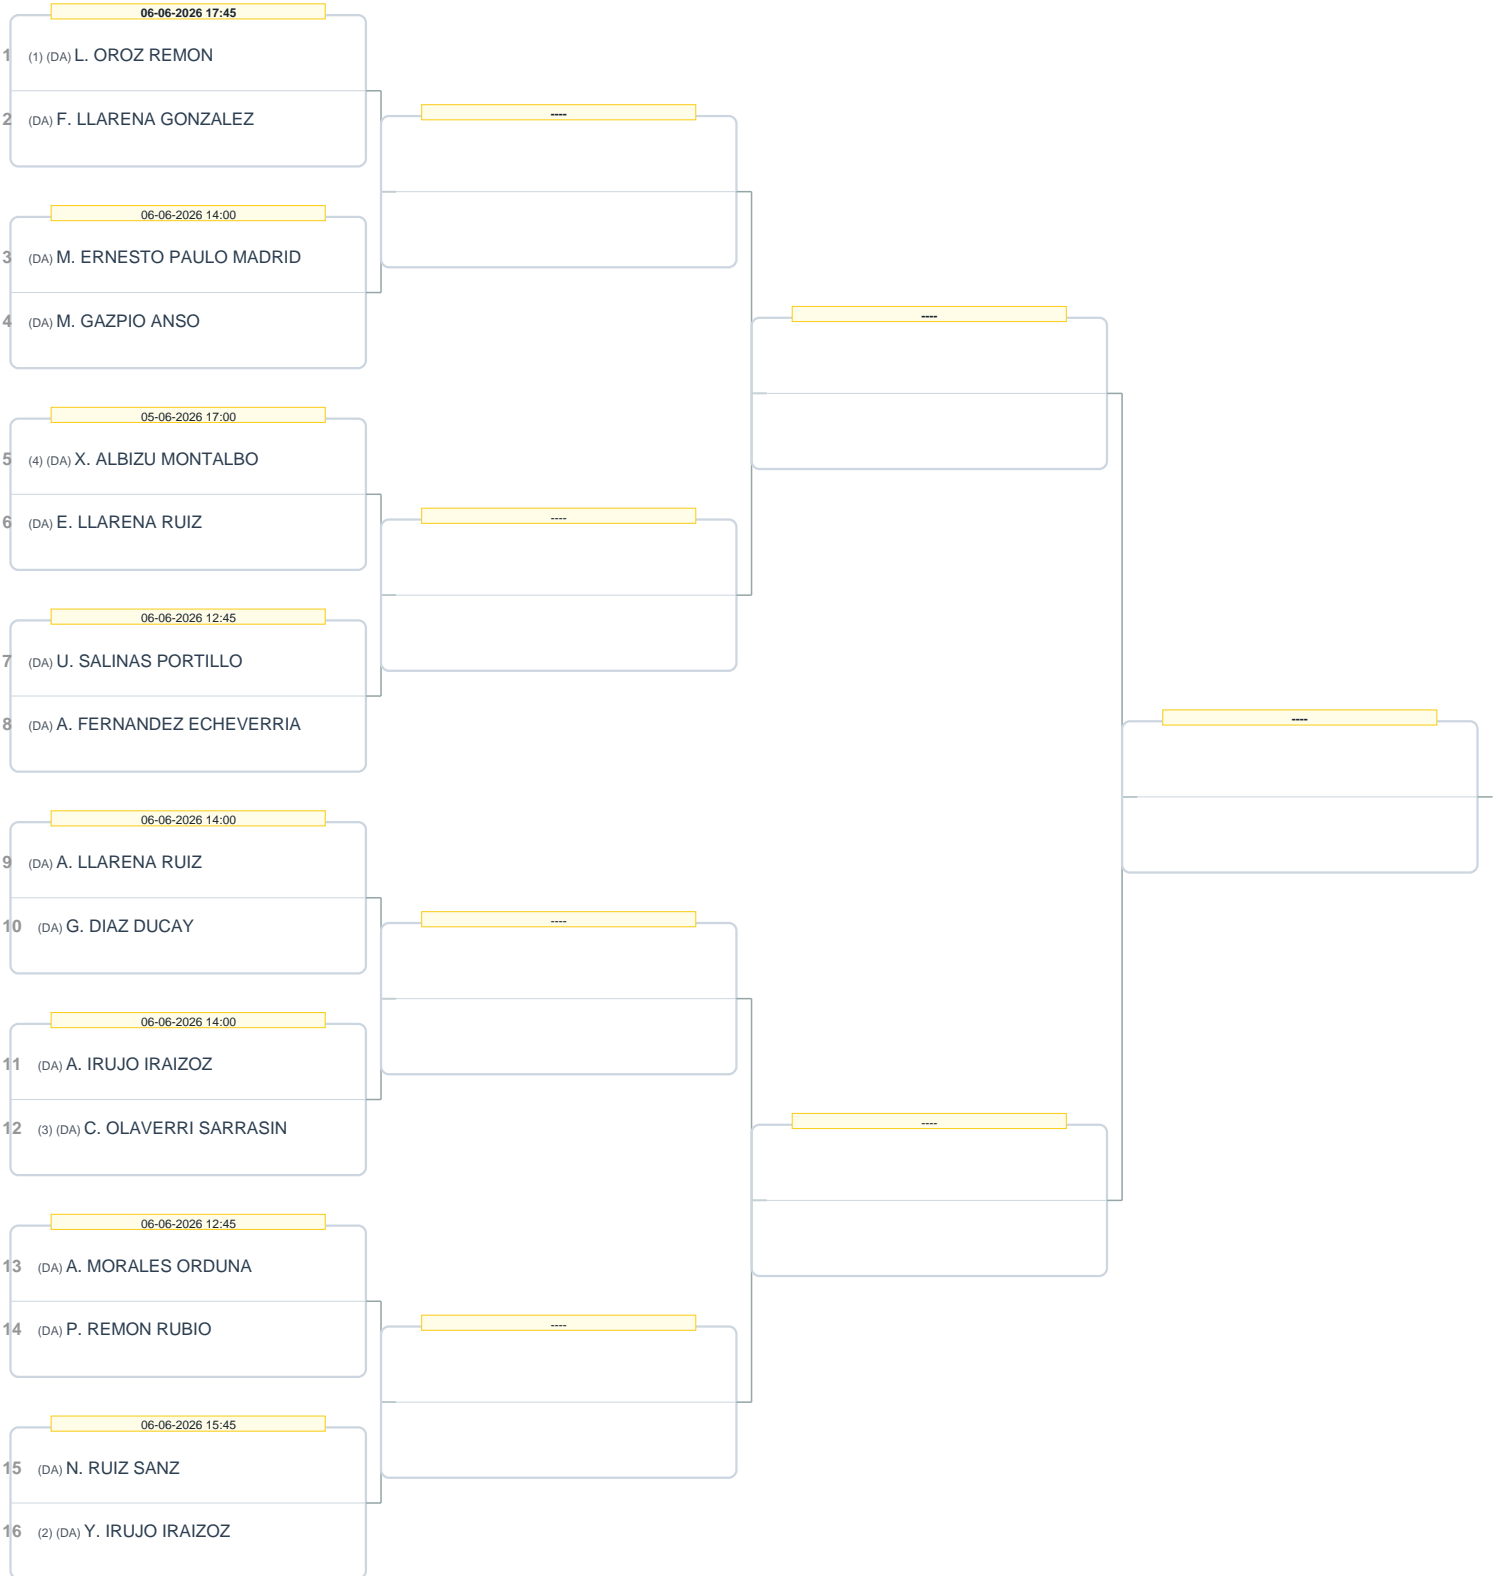 06-06-2026 17:45
1 (1) (DA) L. OROZ REMON
2 (DA) F. LLARENA GONZALEZ
----
06-06-2026 14:00
3 (DA) M. ERNESTO PAULO MADRID
4 (DA) M. GAZPIO ANSO
----
05-06-2026 17:00
5 (4) (DA) X. ALBIZU MONTALBO
6 (DA) E. LLARENA RUIZ
----
06-06-2026 12:45
7 (DA) U. SALINAS PORTILLO
8 (DA) A. FERNANDEZ ECHEVERRIA
----
06-06-2026 14:00
9 (DA) A. LLARENA RUIZ
10 (DA) G. DIAZ DUCAY
----
06-06-2026 14:00
11 (DA) A. IRUJO IRAIZOZ
12 (3) (DA) C. OLAVERRI SARRASIN
----
06-06-2026 12:45
13 (DA) A. MORALES ORDUNA
14 (DA) P. REMON RUBIO
----
06-06-2026 15:45
15 (DA) N. RUIZ SANZ
16 (2) (DA) Y. IRUJO IRAIZOZ